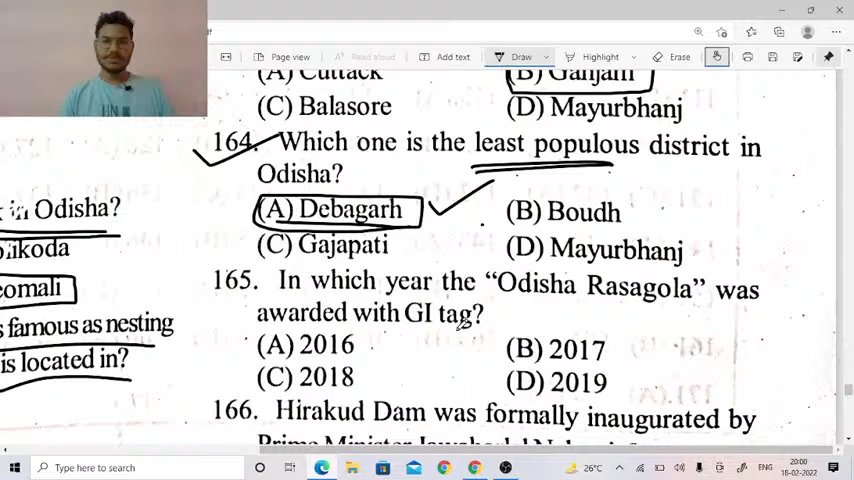 Page view
Read aloud
Add text
Draw
Highlight
Erase
(A) Cuttack
(B) Ganjam
(C) Balasore
(D) Mayurbhanj
164. Which one is the least populous district in
Odisha?
(A) Debagarh
(B) Boudh
(C) Gajapati
(D) Mayurbhanj
165. In which year the “Odisha Rasagola” was
awarded with GI tag?
(A) 2016
(B) 2017
(C) 2018
(D) 2019
166. Hirakud Dam was formally inaugurated by
in Odisha?
s famous as nesting
is located in?
Type here to search
26°C
ENG
20:00
18-02-2022